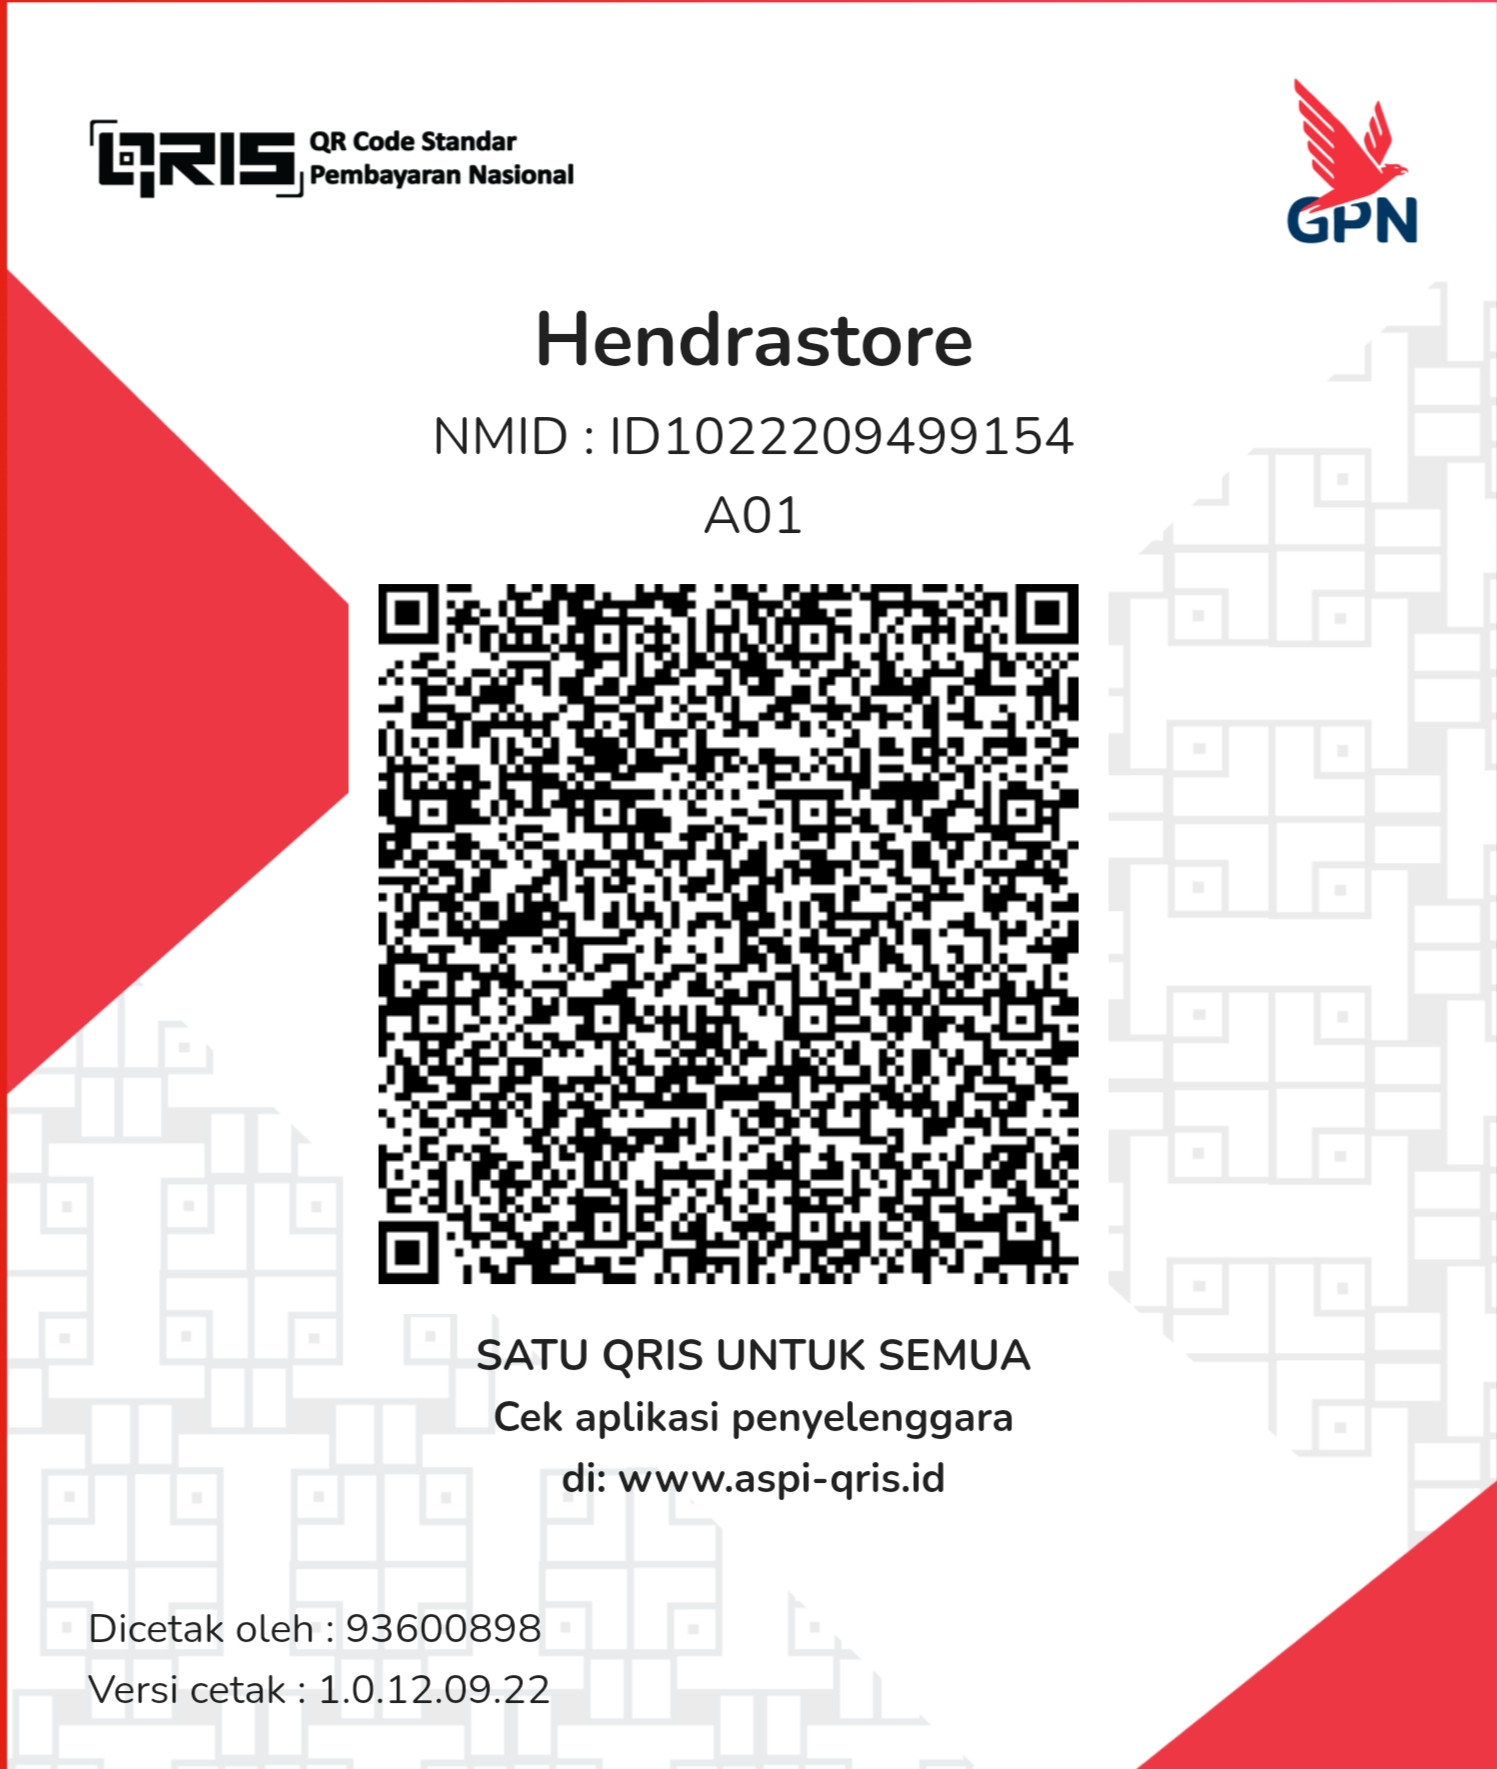 QRIS
QR Code Standar
Pembayaran Nasional
GPN
Hendrastore
NMID : ID1022209499154
A01
SATU QRIS UNTUK SEMUA
Cek aplikasi penyelenggara
di: www.aspi-qris.id
Dicetak oleh : 93600898
Versi cetak : 1.0.12.09.22